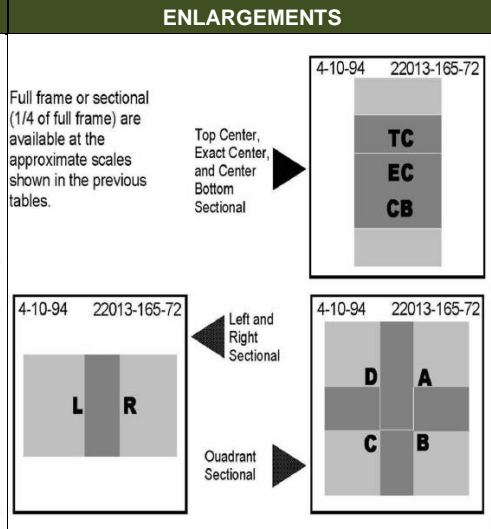 ENLARGEMENTS
Full frame or sectional
(1/4 of full frame) are
available at the
approximate scales
shown in the previous
tables.
Top Center,
Exact Center,
and Center
Bottom
Sectional
4-10-94 22013-165-72
TC
EC
CB
4-10-94 22013-165-72
L R
Left and
Right
Sectional
4-10-94 22013-165-72
D A
C B
Ouadrant
Sectional